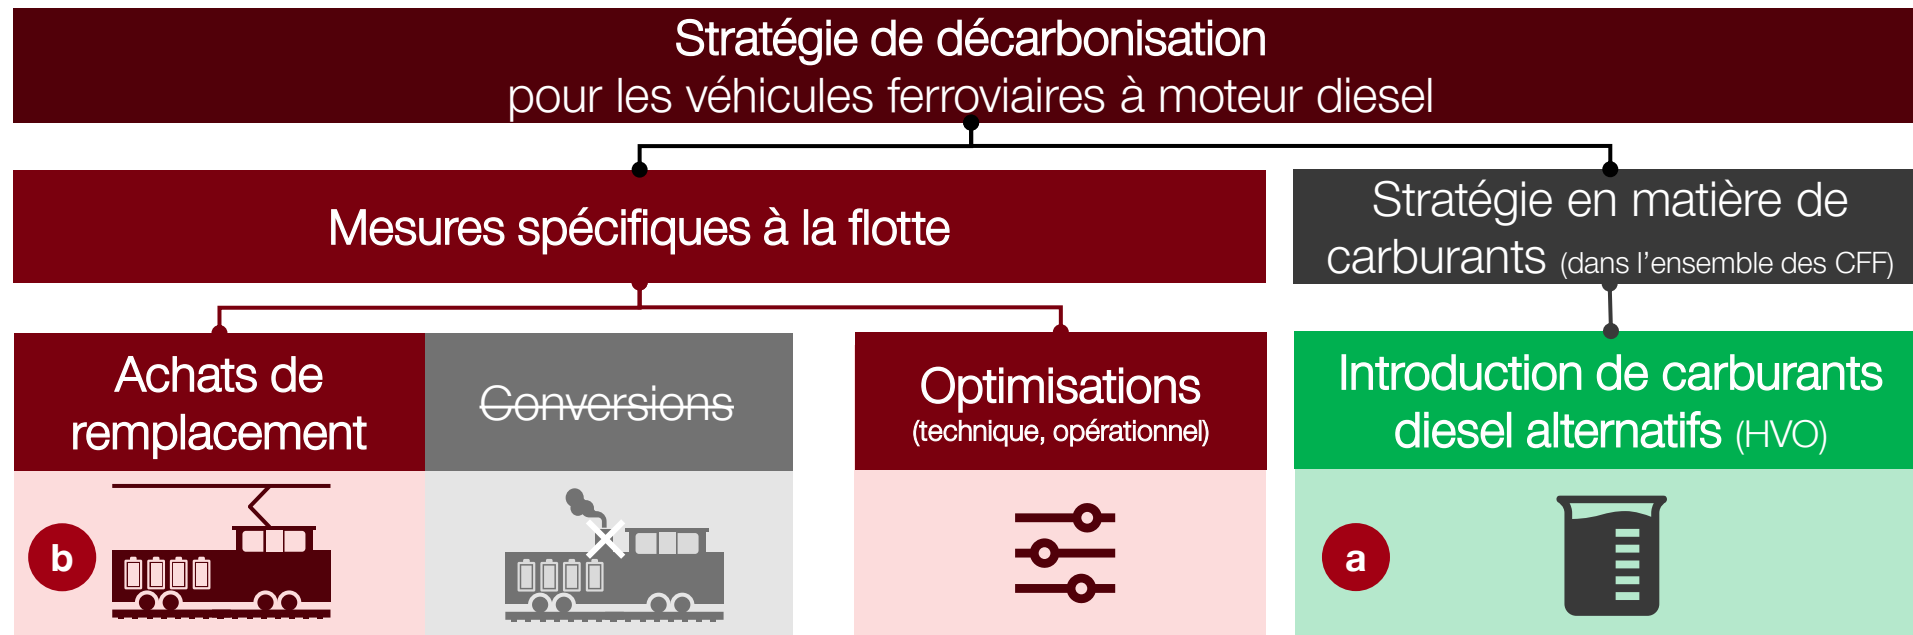 Stratégie de décarbonisation
pour les véhicules ferroviaires à moteur diesel
Mesures spécifiques à la flotte
Stratégie en matière de
carburants (dans l’ensemble des CFF)
Achats de
remplacement
Conversions
Optimisations
(technique, opérationnel)
Introduction de carburants
diesel alternatifs (HVO)
b
a